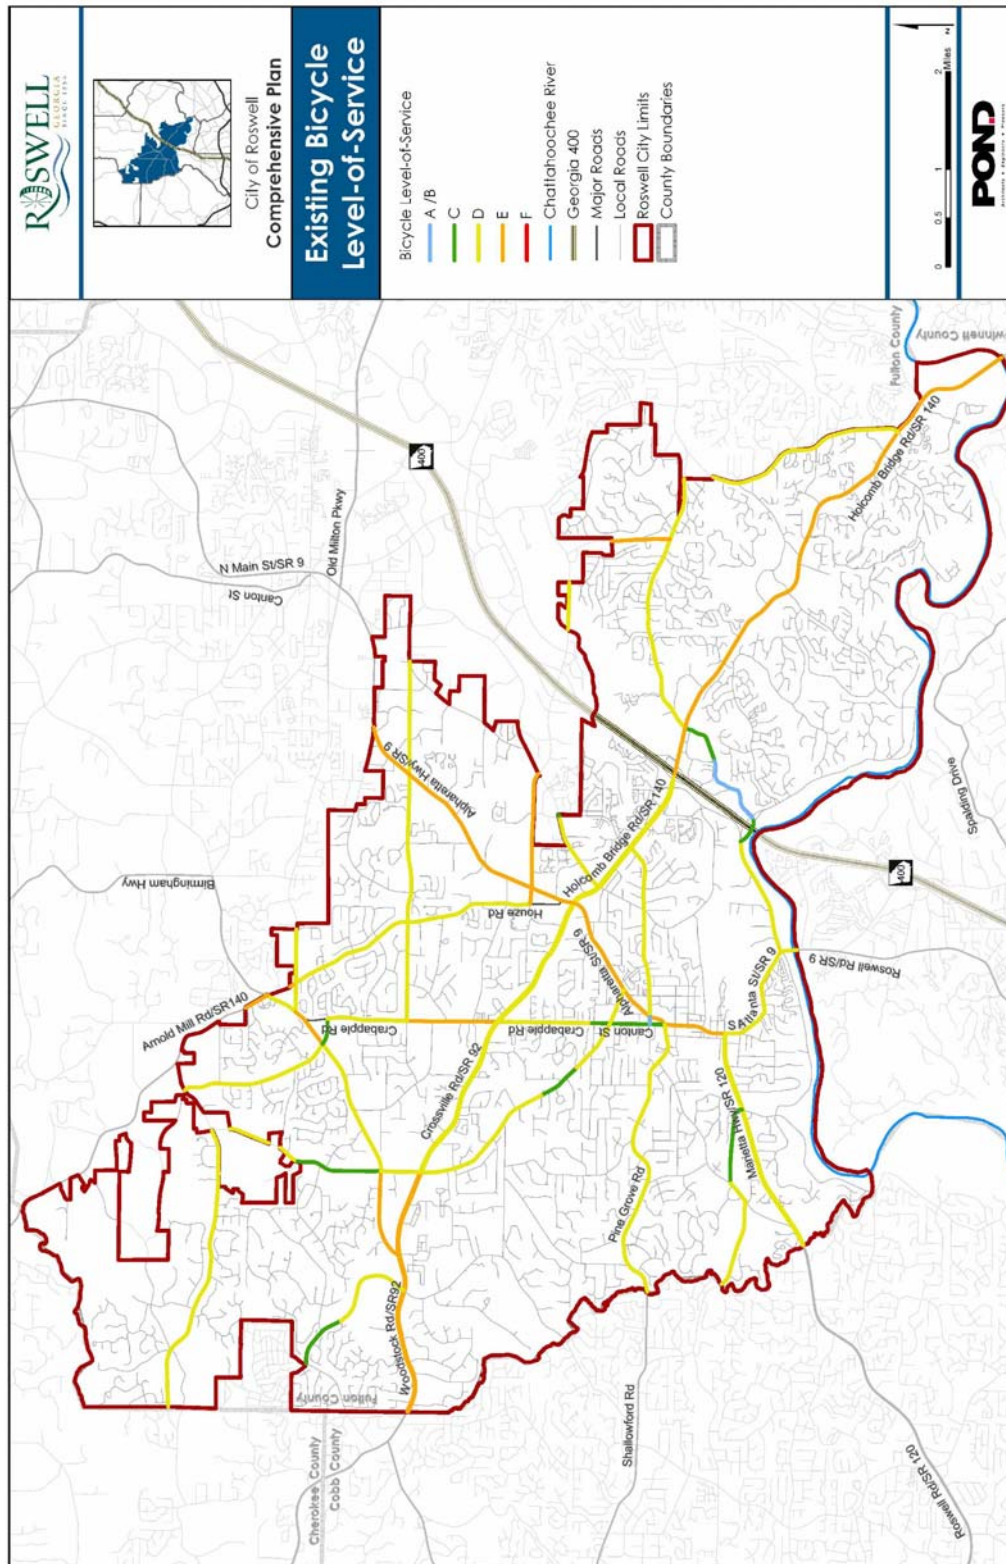 ROSWELL
GEORGIA
City of Roswell
Comprehensive Plan
Existing Bicycle
Level-of-Service
Bicycle Level-of-Service
A /B
C
D
E
F
Chattahoochee River
Georgia 400
Major Roads
Local Roads
Roswell City Limits
County Boundaries
0 0.5 1 2
Miles
POND
Cherokee County
Cobb County
Fulton County
Woodstock Rd/SR92
Arnold Mill Rd/SR140
Birmingham Hwy
N Main St/SR 9
Canton St
Old Milton Pkwy
400
Crabapple Rd
Crossville Rd/SR 92
Crabapple Rd
Houze Rd
Alpharetta Hwy/SR 9
Alpharetta St/SR 9
Alpharetta St/SR 9
Canton St
Holcomb Bridge Rd/SR 140
Holcomb Bridge Rd/SR 140
Pine Grove Rd
Shallowford Rd
Marietta Hwy/SR 120
Roswell Rd/SR 120
S Atlanta St/SR 9
Roswell Rd/SR 9
400
Spalding Drive
Fulton County
Gwinnett County